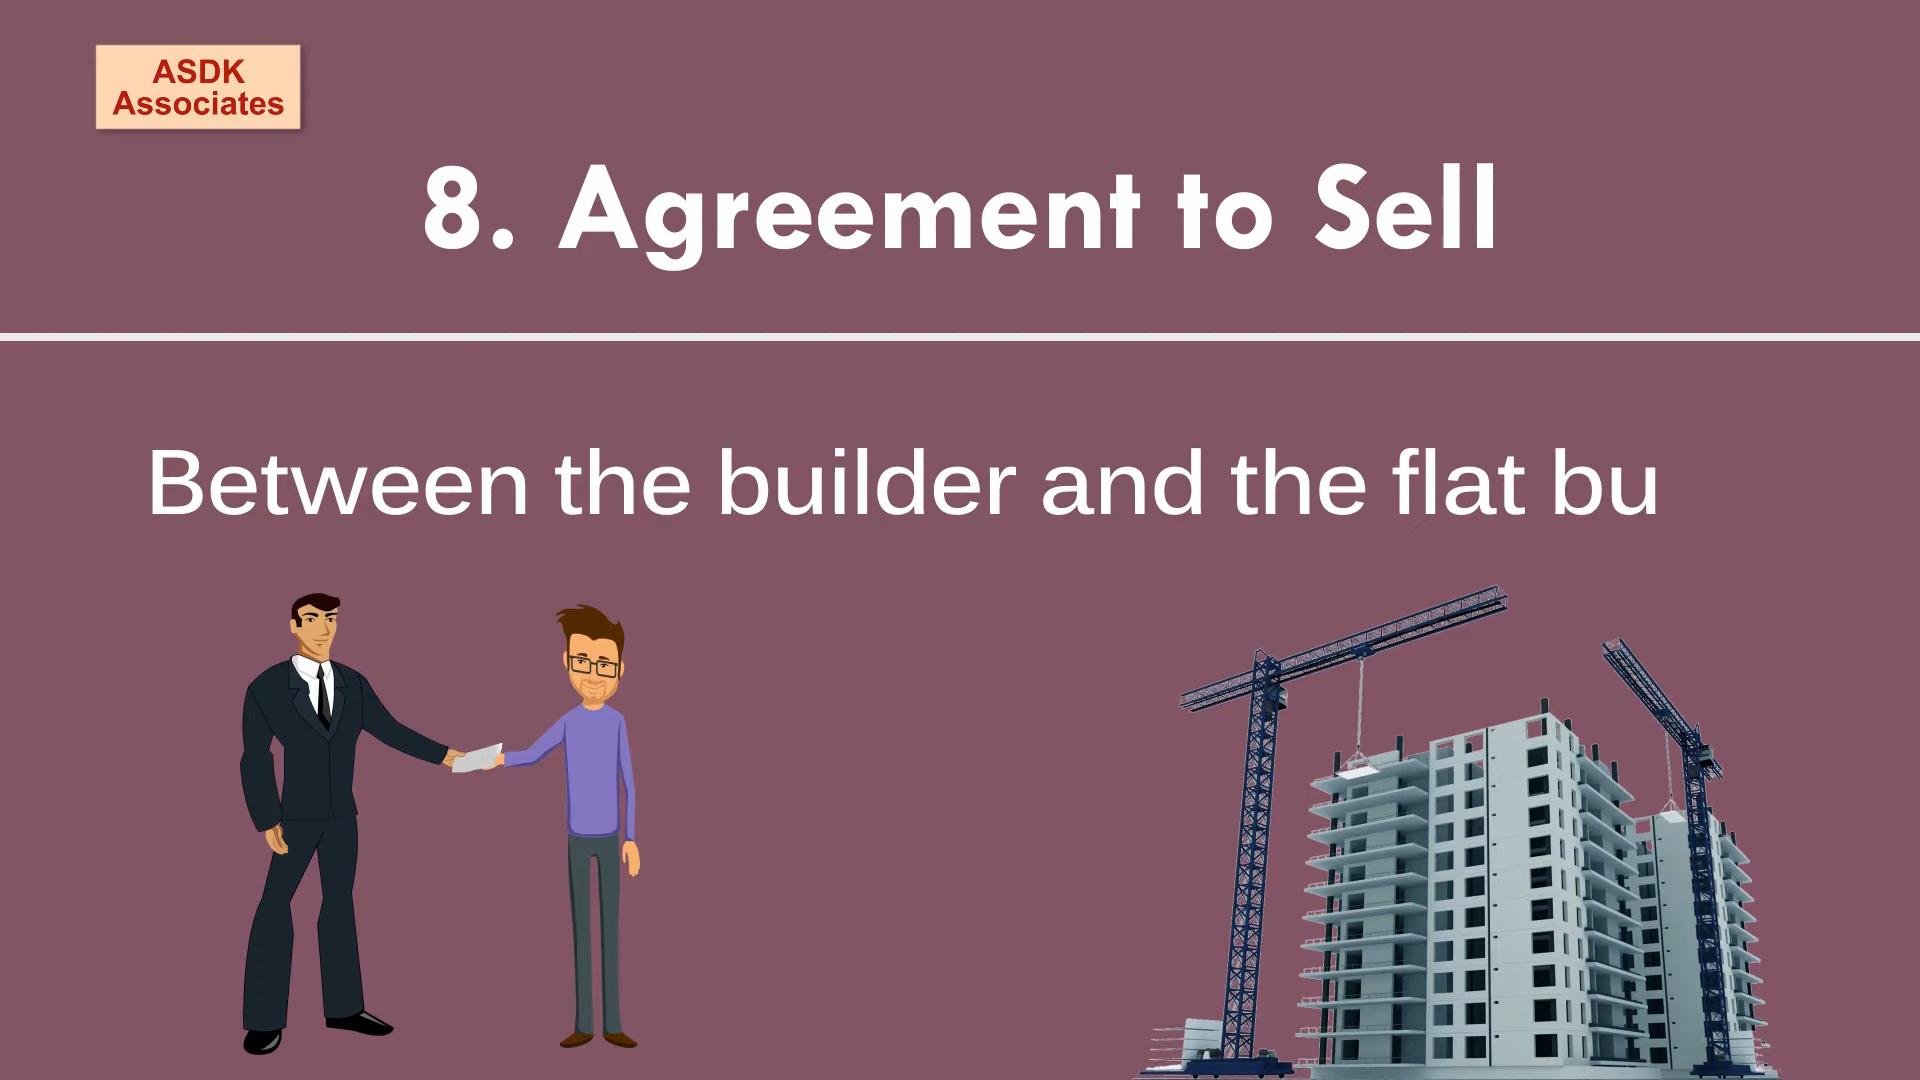 ASDK
Associates
8. Agreement to Sell
Between the builder and the flat bu